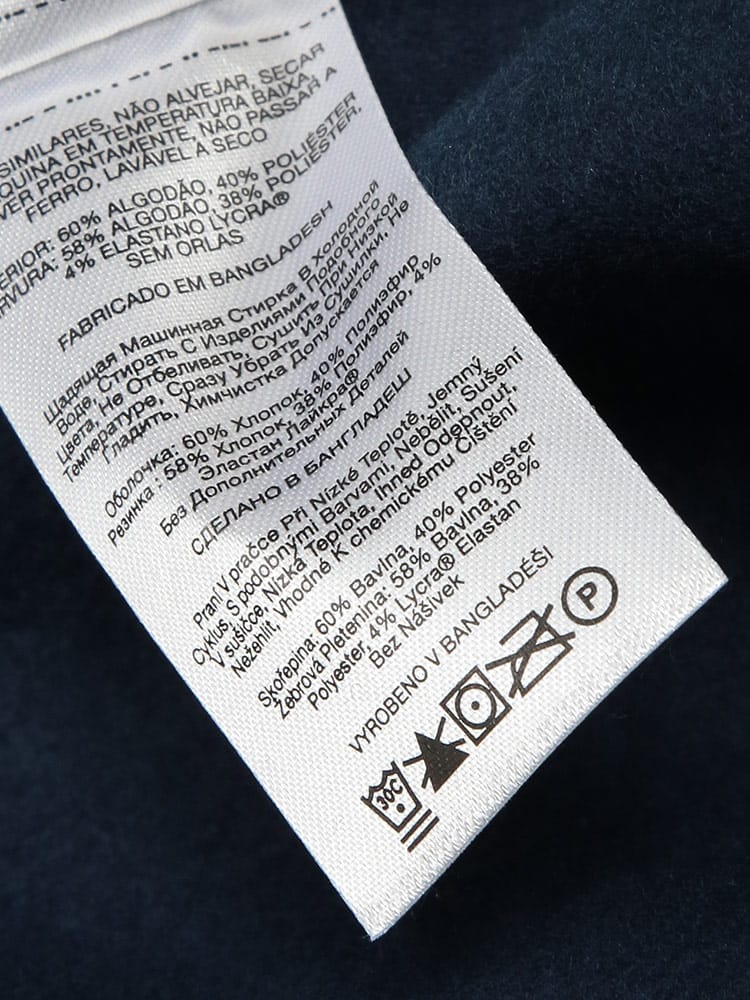 SIMILARES, NÃO ALVEJAR, SECAR
QUINA EM TEMPERATURA BAIXA,
VER PRONTAMENTE, NÃO PASSAR A
FERRO, LAVÁVEL A SECO
ERIOR: 60% ALGODÃO, 40% POLIÉSTER
RVURA: 58% ALGODÃO, 38% POLIÉSTER,
4% ELASTANO LYCRA®
SEM ORLAS
FABRICADO EM BANGLADESH
Щадящая Машинная Стирка В Холодной
Воде, Стирать С Изделиями Подобного
Цвета, Не Отбеливать, Сушить При Низкой
Температуре, Сразу Убрать Из Сушилки, Не
Гладить, Химчистка Допускается
Оболочка: 60% Хлопок, 40% Полиэфир
Резинка : 58% Хлопок, 38% Полиэфир, 4%
Эластан Лайкра®
Без Дополнительных Деталей
СДЕЛАНО В БАНГЛАДЕШ
Praní V pračce Při Nízké Teplotě, Jemný
Cyklus, S podobnými Barvami, Nebělit, Sušení
V sušičce, Nízká Teplota, Ihned Odepnout,
Nežehlit, Vhodné K chemickému Čištění
Skořepina: 60% Bavlna, 40% Polyester
Žebrová Pletenina: 58% Bavlna, 38%
Polyester, 4% Lycra® Elastan
Bez Nášivek
VYROBENO V BANGLADÉŠI
30C P